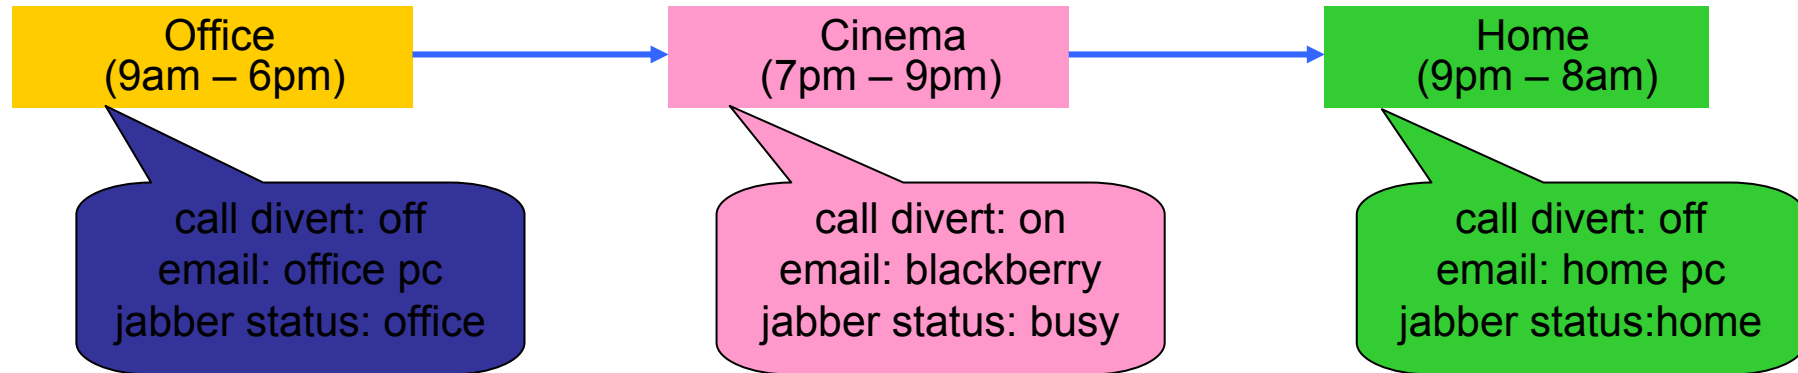 Office
(9am – 6pm)
Cinema
(7pm – 9pm)
Home
(9pm – 8am)
call divert: off
email: office pc
jabber status: office
call divert: on
email: blackberry
jabber status: busy
call divert: off
email: home pc
jabber status:home